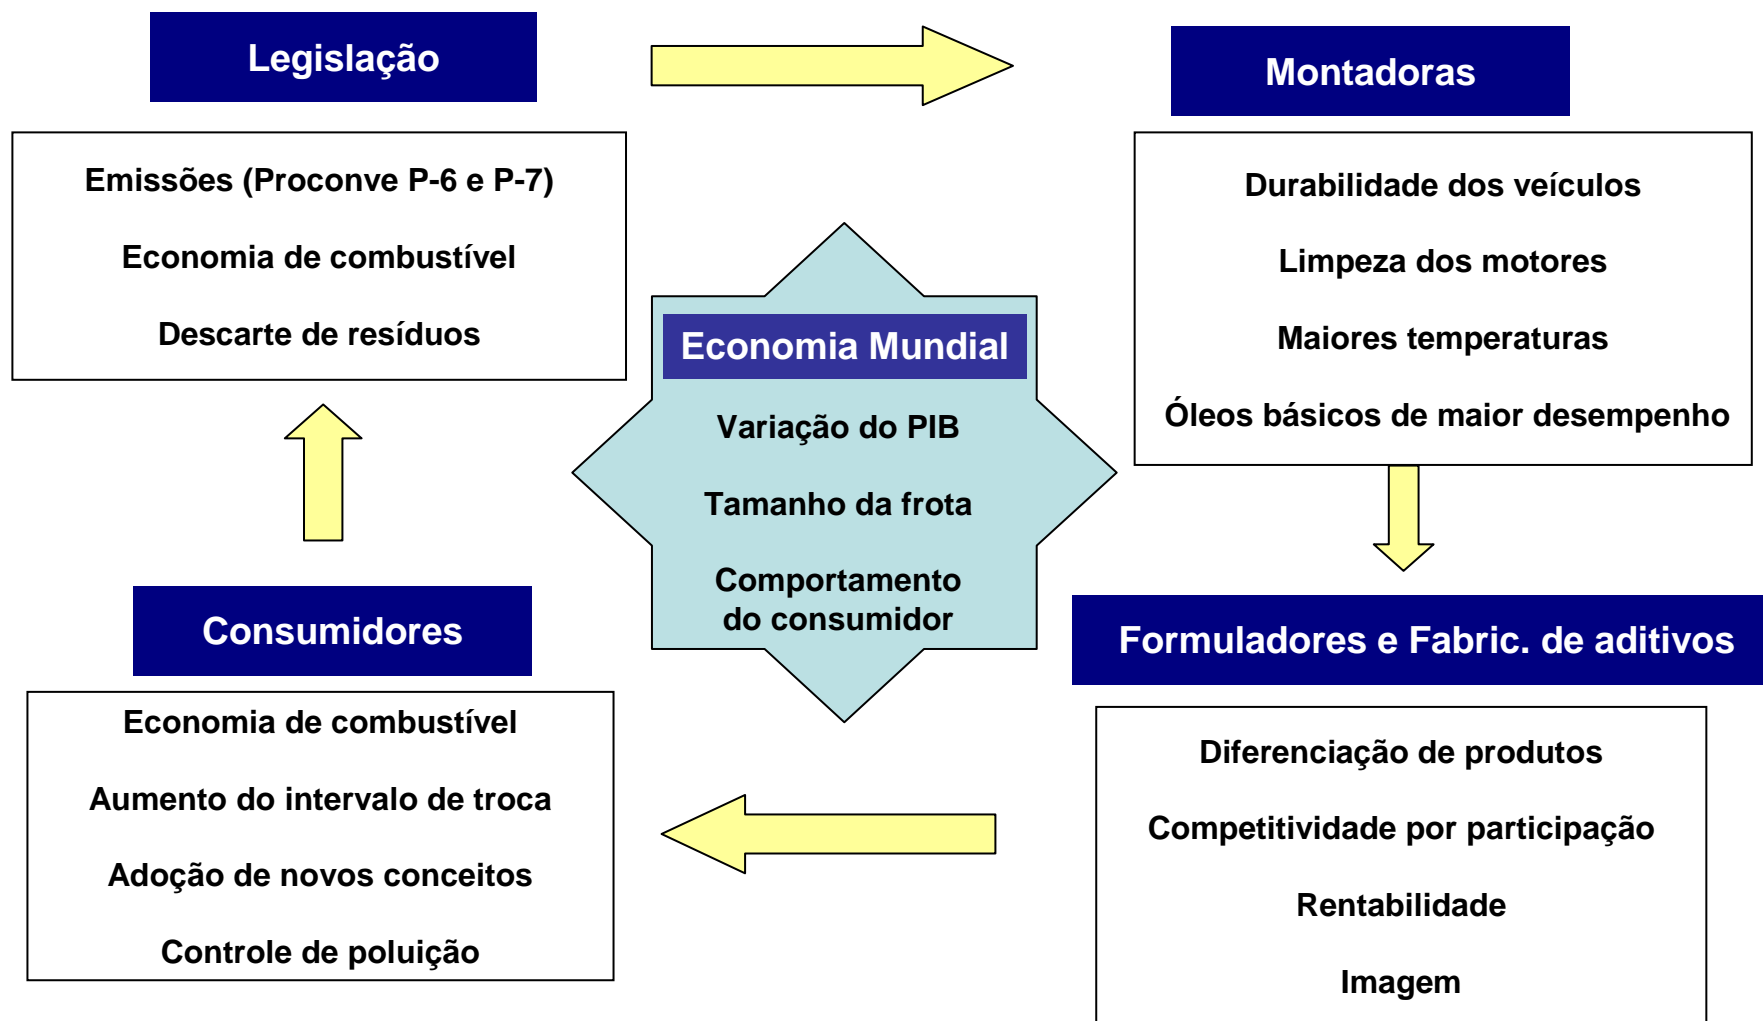 Legislação
Emissões (Proconve P-6 e P-7)
Economia de combustível
Descarte de resíduos
Montadoras
Durabilidade dos veículos
Limpeza dos motores
Maiores temperaturas
Óleos básicos de maior desempenho
Economia Mundial
Variação do PIB
Tamanho da frota
Comportamento
do consumidor
Formuladores e Fabric. de aditivos
Diferenciação de produtos
Competitividade por participação
Rentabilidade
Imagem
Consumidores
Economia de combustível
Aumento do intervalo de troca
Adoção de novos conceitos
Controle de poluição